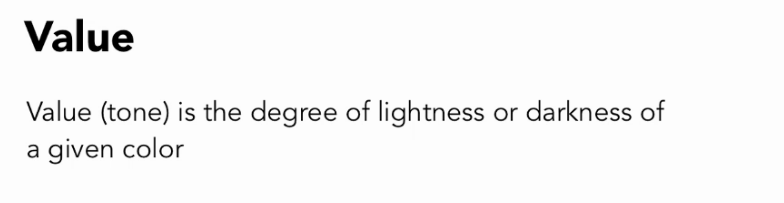 Value
Value (tone) is the degree of lightness or darkness of
a given color